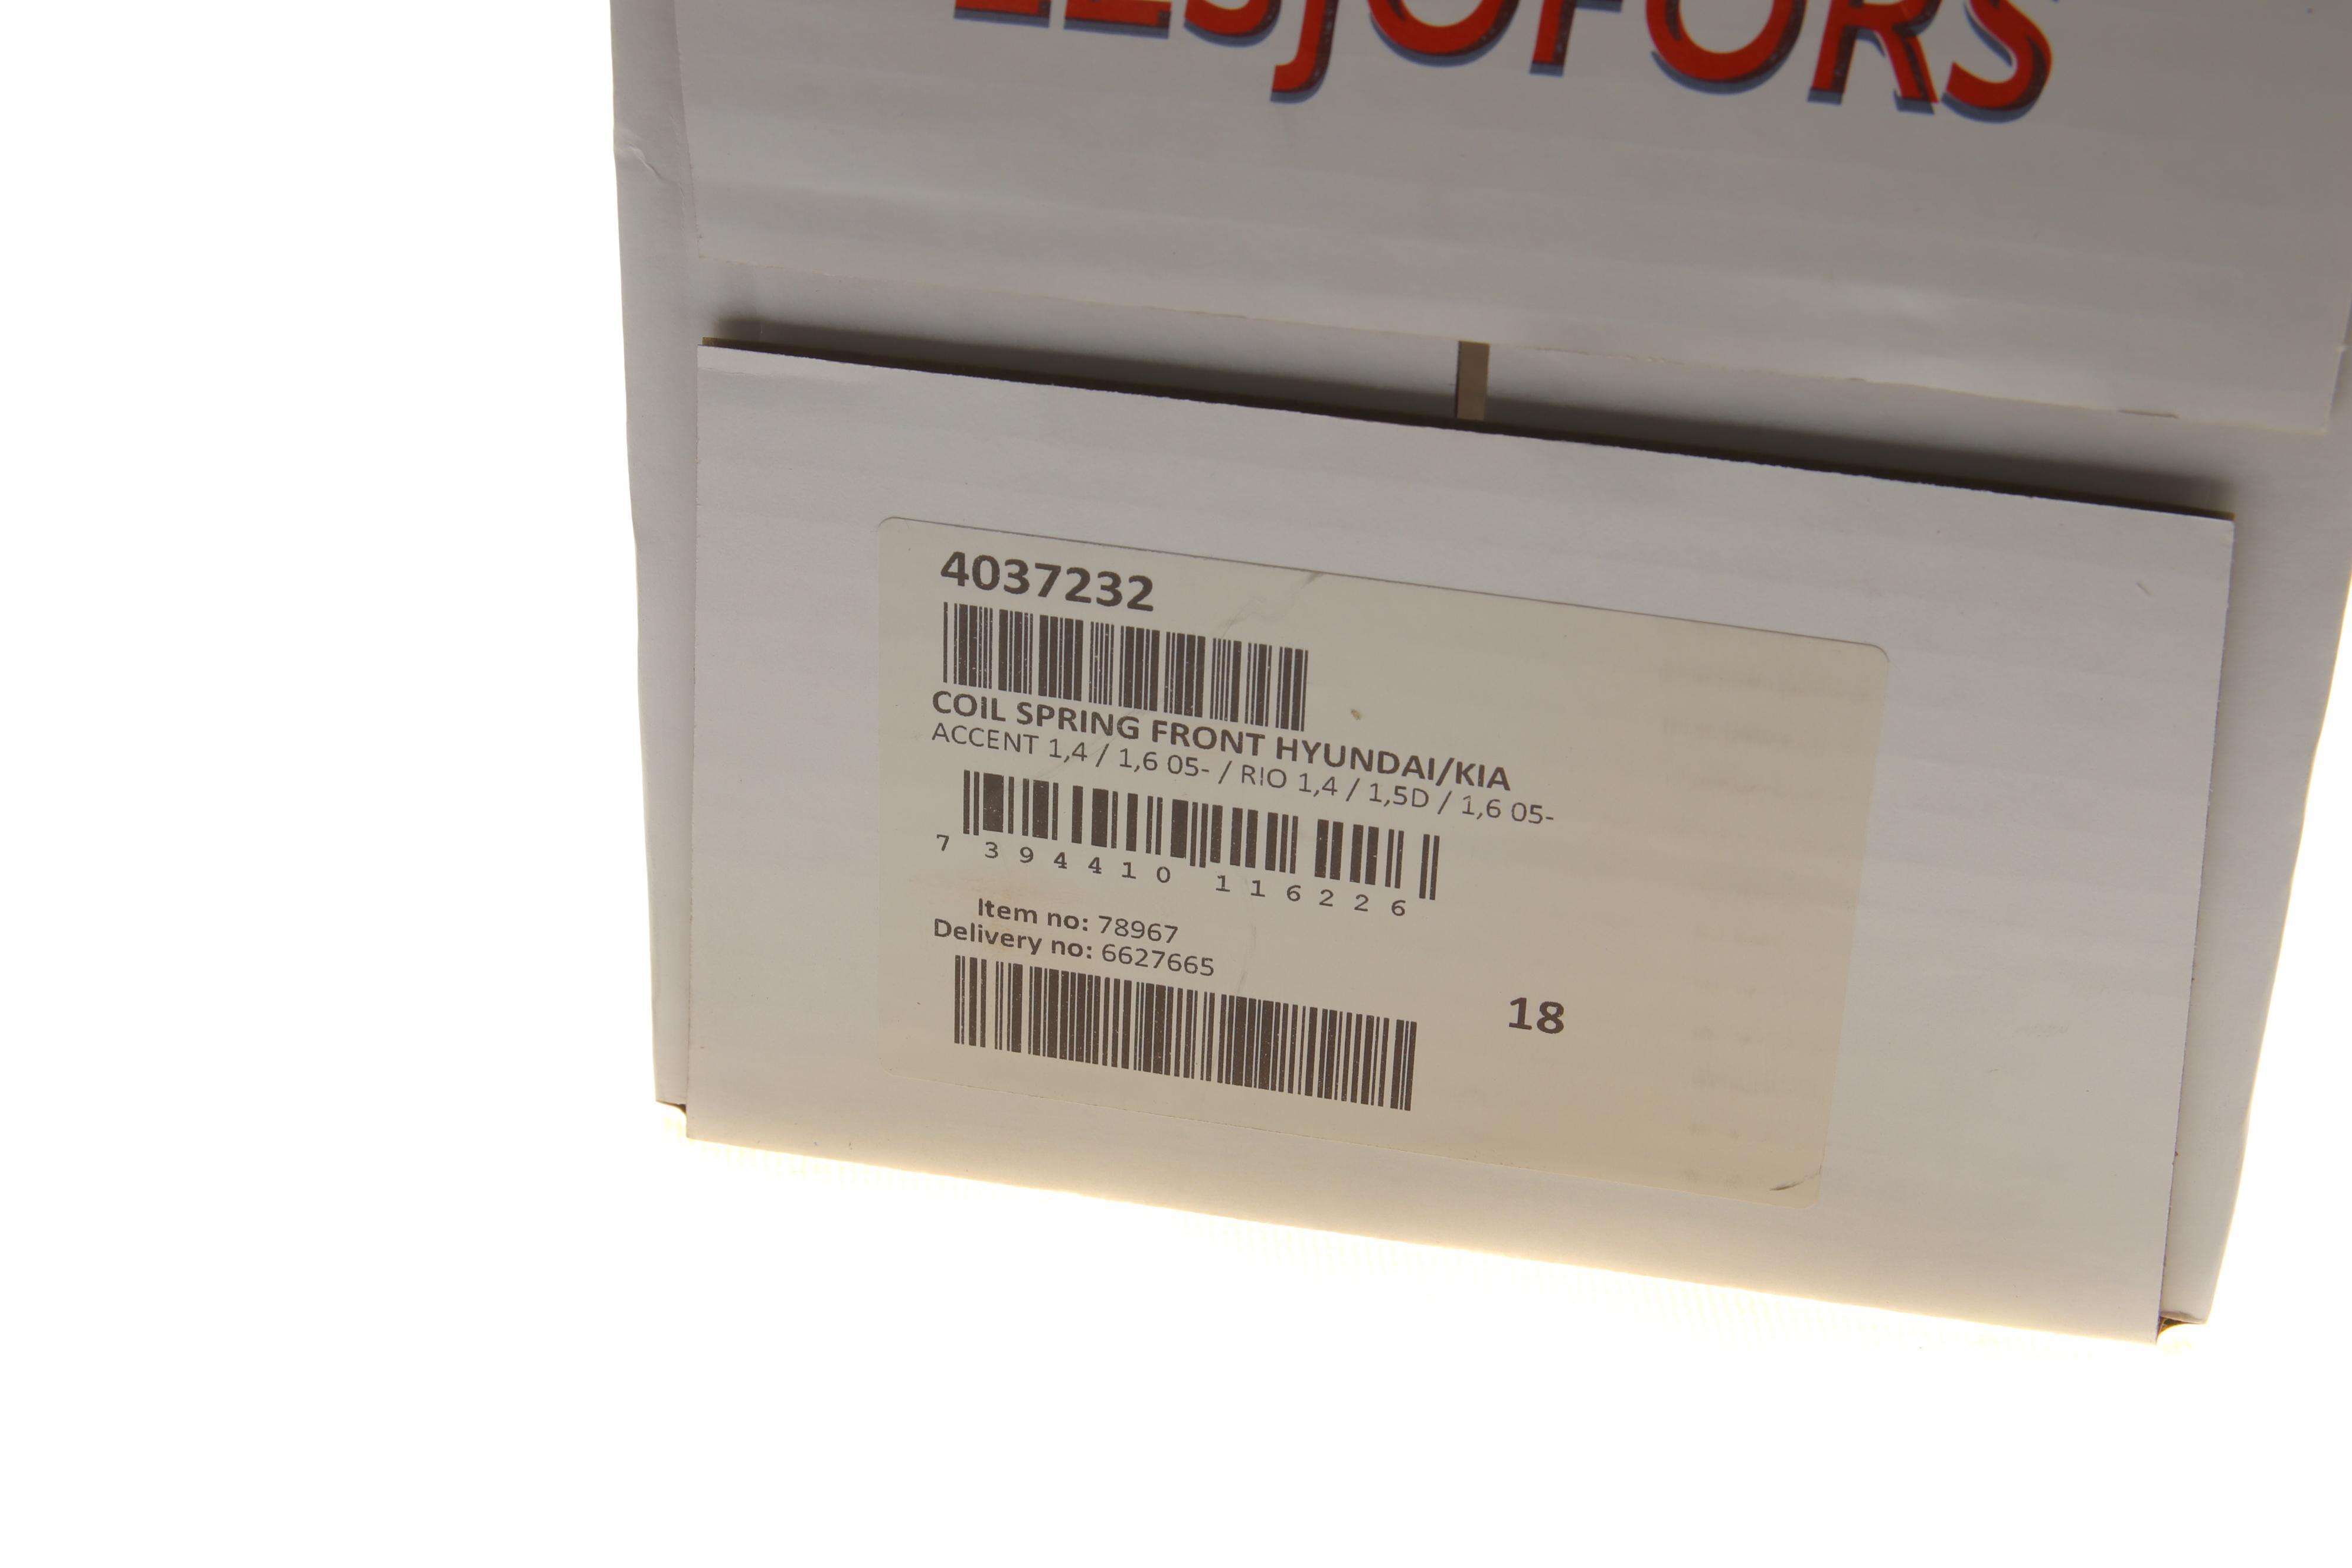 LESJÖFORS
4037232
COIL SPRING FRONT HYUNDAI/KIA
ACCENT 1,4 / 1,6 05- / RIO 1,4 / 1,5D / 1,6 05-
7 394410 116226
Item no: 78967
Delivery no: 6627665
18